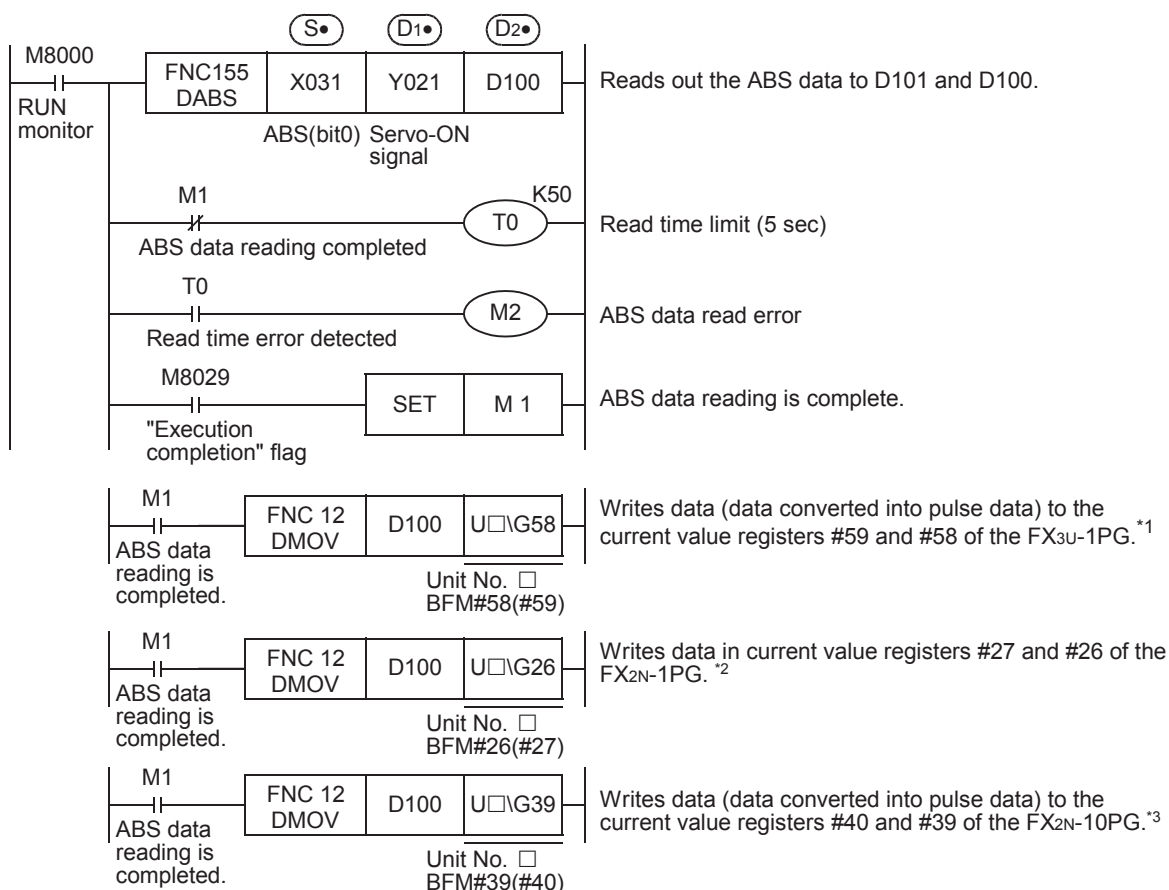 S• D1• D2•
M8000
FNC155 DABS X031 Y021 D100
Reads out the ABS data to D101 and D100.
RUN monitor
ABS(bit0) Servo-ON signal
M1
K50
T0
Read time limit (5 sec)
ABS data reading completed
T0
M2
ABS data read error
Read time error detected
M8029
SET M 1
ABS data reading is complete.
"Execution completion" flag
M1
FNC 12 DMOV D100 U□\G58
Writes data (data converted into pulse data) to the
current value registers #59 and #58 of the FX3U-1PG.*1
ABS data reading is completed.
Unit No. □
BFM#58(#59)
M1
FNC 12 DMOV D100 U□\G26
Writes data in current value registers #27 and #26 of the
FX2N-1PG. *2
ABS data reading is completed.
Unit No. □
BFM#26(#27)
M1
FNC 12 DMOV D100 U□\G39
Writes data (data converted into pulse data) to the
current value registers #40 and #39 of the FX2N-10PG.*3
ABS data reading is completed.
Unit No. □
BFM#39(#40)